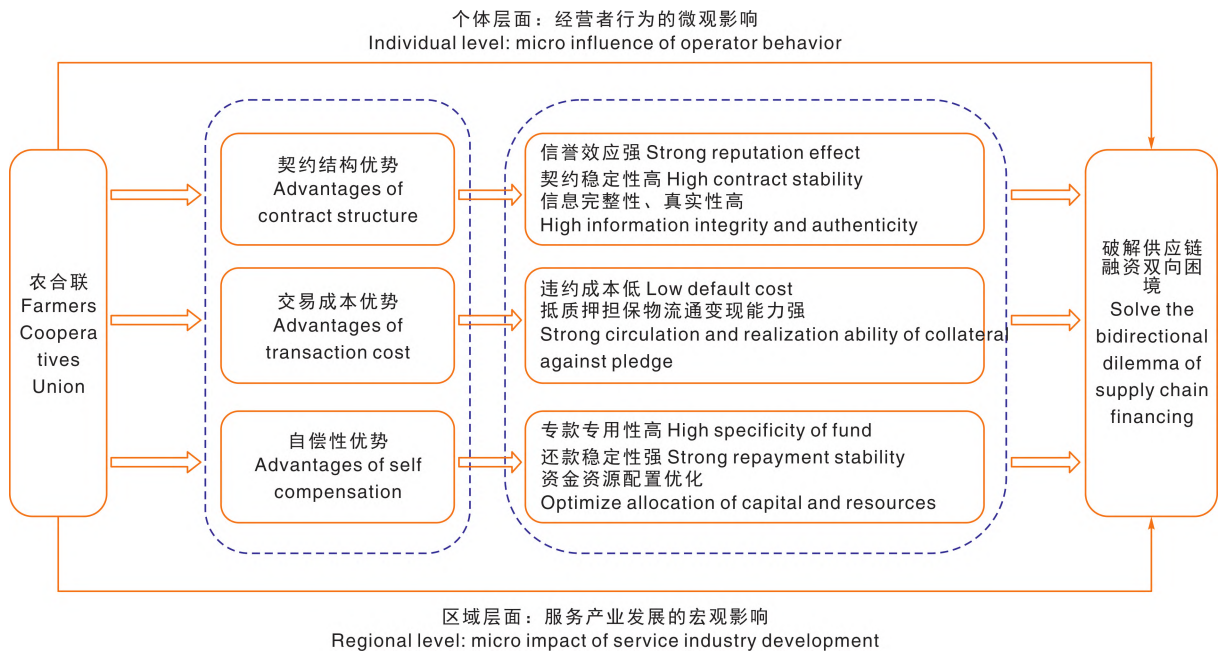 个体层面：经营者行为的微观影响
Individual level: micro influence of operator behavior
农合联
Farmers
Coopera
tives
Union
契约结构优势
Advantages of
contract structure
信誉效应强 Strong reputation effect
契约稳定性高 High contract stability
信息完整性、真实性高
High information integrity and authenticity
交易成本优势
Advantages of
transaction cost
违约成本低 Low default cost
抵质押担保物流通变现能力强
Strong circulation and realization ability of collateral
against pledge
自偿性优势
Advantages of self
compensation
专款专用性高 High specificity of fund
还款稳定性强 Strong repayment stability
资金资源配置优化
Optimize allocation of capital and resources
破解供应链
融资双向困
境
Solve the
bidirectional
dilemma of
supply chain
financing
区域层面：服务产业发展的宏观影响
Regional level: micro impact of service industry development